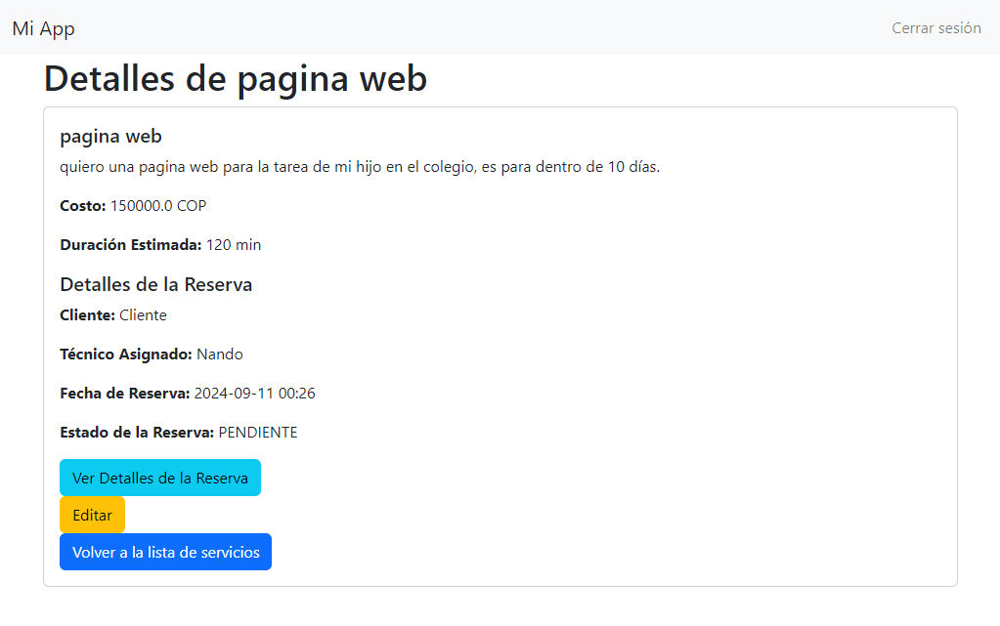 Mi App
Cerrar sesión
Detalles de pagina web
pagina web
quiero una pagina web para la tarea de mi hijo en el colegio, es para dentro de 10 días.
Costo: 150000.0 COP
Duración Estimada: 120 min
Detalles de la Reserva
Cliente: Cliente
Técnico Asignado: Nando
Fecha de Reserva: 2024-09-11 00:26
Estado de la Reserva: PENDIENTE
Ver Detalles de la Reserva
Editar
Volver a la lista de servicios